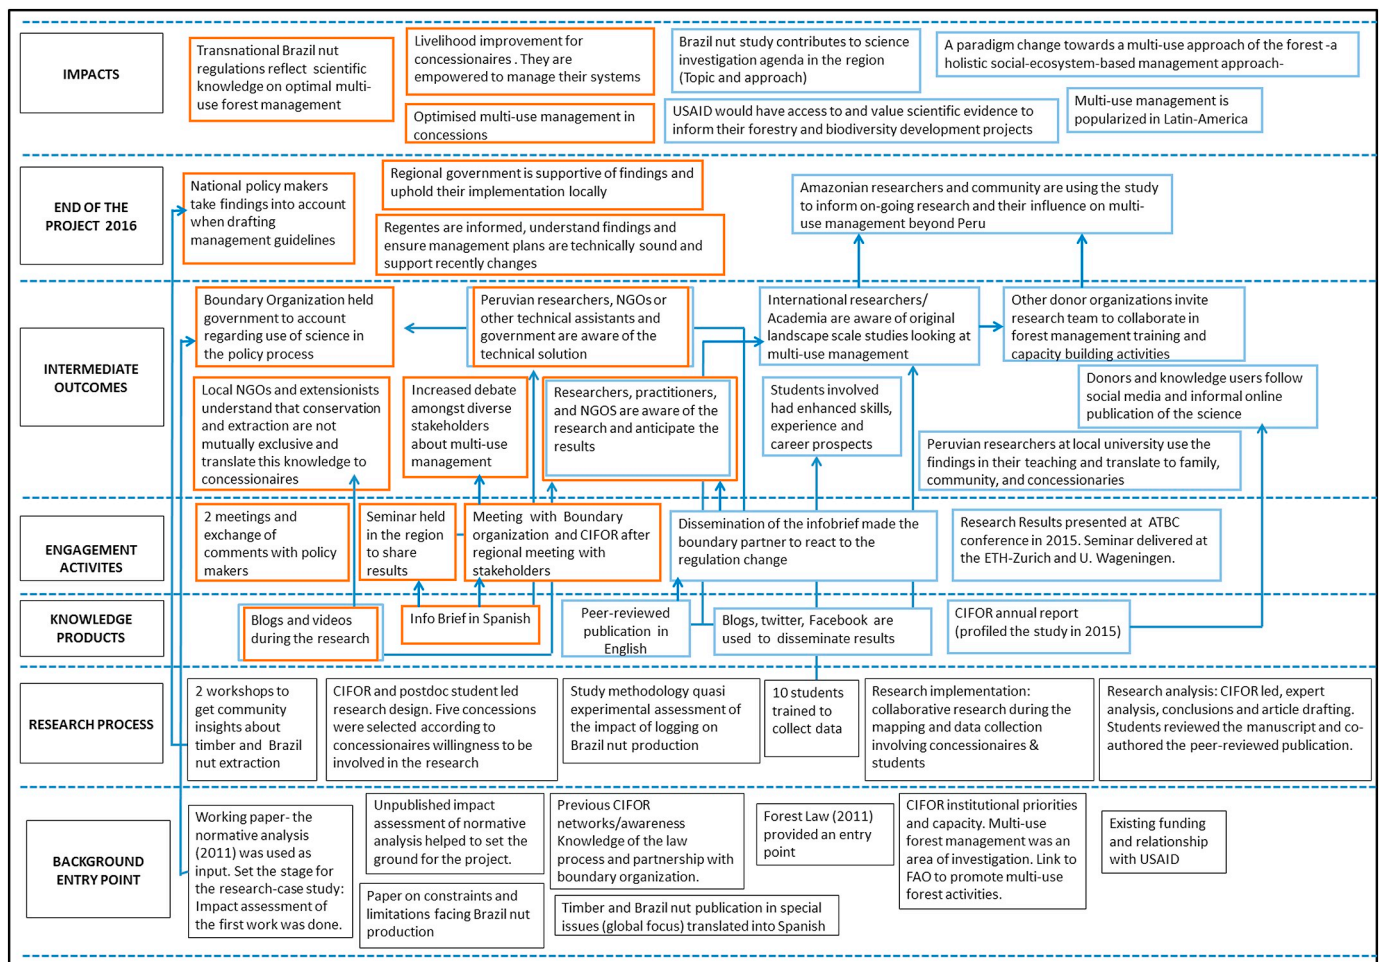 IMPACTS
Transnational Brazil nut
regulations reflect scientific
knowledge on optimal multi-
use forest management
Livelihood improvement for
concessionaires . They are
empowered to manage their systems
Optimised multi-use management in
concessions
Brazil nut study contributes to science
investigation agenda in the region
(Topic and approach)
USAID would have access to and value scientific evidence to
inform their forestry and biodiversity development projects
A paradigm change towards a multi-use approach of the forest -a
holistic social-ecosystem-based management approach-
Multi-use management is
popularized in Latin-America
END OF THE
PROJECT 2016
National policy makers
take findings into account
when drafting
management guidelines
Regional government is supportive of findings and
uphold their implementation locally
Regentes are informed, understand findings and
ensure management plans are technically sound and
support recently changes
Amazonian researchers and community are using the study
to inform on-going research and their influence on multi-
use management beyond Peru
INTERMEDIATE
OUTCOMES
Boundary Organization held
government to account
regarding use of science in
the policy process
Peruvian researchers, NGOs or
other technical assistants and
government are aware of the
technical solution
International researchers/
Academia are aware of original
landscape scale studies looking at
multi-use management
Other donor organizations invite
research team to collaborate in
forest management training and
capacity building activities
Local NGOs and extensionists
understand that conservation
and extraction are not
mutually exclusive and
translate this knowledge to
concessionaires
Increased debate
amongst diverse
stakeholders
about multi-use
management
Researchers, practitioners,
and NGOS are aware of the
research and anticipate the
results
Students involved
had enhanced skills,
experience and
career prospects
Donors and knowledge users follow
social media and informal online
publication of the science
Peruvian researchers at local university use the
findings in their teaching and translate to family,
community, and concessionaries
ENGAGEMENT
ACTIVITES
2 meetings and
exchange of
comments with policy
makers
Seminar held
in the region
to share
results
Meeting with Boundary
organization and CIFOR after
regional meeting with
stakeholders
Dissemination of the infobrief made the
boundary partner to react to the
regulation change
Research Results presented at ATBC
conference in 2015. Seminar delivered at
the ETH-Zurich and U. Wageningen.
KNOWLEDGE
PRODUCTS
Blogs and videos
during the research
Info Brief in Spanish
Peer-reviewed
publication in
English
Blogs, twitter, Facebook are
used to disseminate results
CIFOR annual report
(profiled the study in 2015)
RESEARCH PROCESS
2 workshops to
get community
insights about
timber and Brazil
nut extraction
CIFOR and postdoc student led
research design. Five concessions
were selected according to
concessionaires willingness to be
involved in the research
Study methodology quasi
experimental assessment of
the impact of logging on
Brazil nut production
10 students
trained to
collect data
Research implementation:
collaborative research during the
mapping and data collection
involving concessionaires &
students
Research analysis: CIFOR led, expert
analysis, conclusions and article drafting.
Students reviewed the manuscript and co-
authored the peer-reviewed publication.
BACKGROUND
ENTRY POINT
Working paper- the
normative analysis
(2011) was used as
input. Set the stage for
the research-case study:
Impact assessment of
the first work was done.
Unpublished impact
assessment of normative
analysis helped to set the
ground for the project.
Paper on constraints and
limitations facing Brazil nut
production
Previous CIFOR
networks/awareness
Knowledge of the law
process and partnership with
boundary organization.
Timber and Brazil nut publication in special
issues (global focus) translated into Spanish
Forest Law (2011)
provided an entry
point
CIFOR institutional priorities
and capacity. Multi-use
forest management was an
area of investigation. Link to
FAO to promote multi-use
forest activities.
Existing funding
and relationship
with USAID